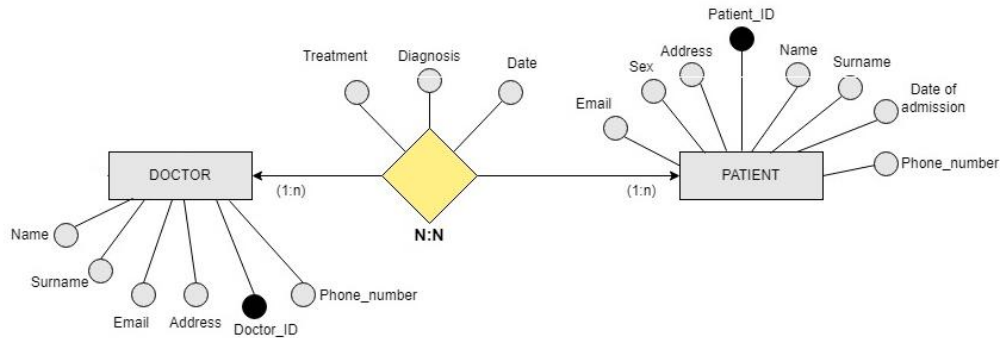 Patient_ID
Treatment
Diagnosis
Date
Address
Name
Surname
Sex
Email
Date of
admission
Phone_number
DOCTOR
(1:n)
(1:n)
PATIENT
N:N
Name
Surname
Email
Address
Doctor_ID
Phone_number